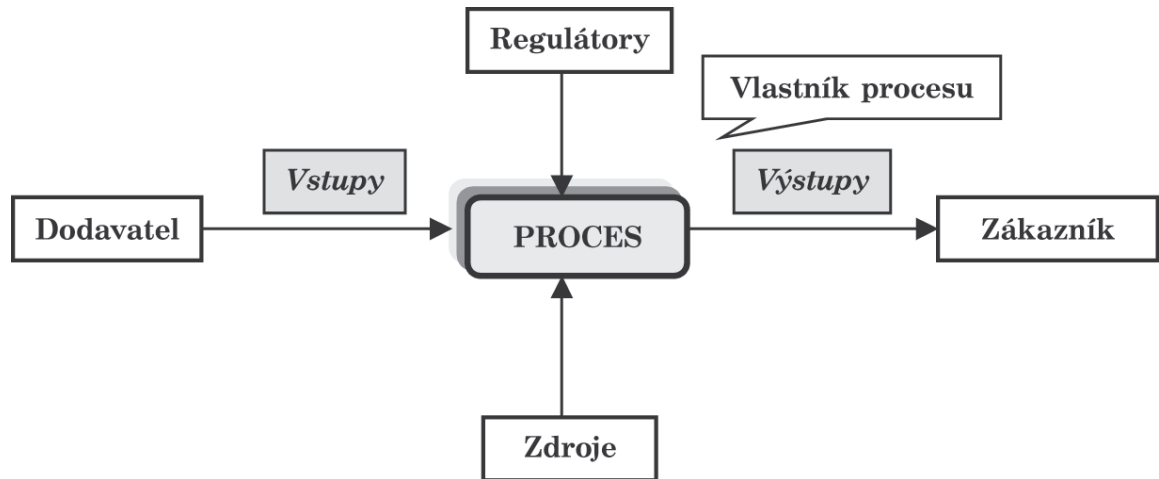 Regulátory
Vlastník procesu
Vstupy
Výstupy
Dodavatel
PROCES
Zákazník
Zdroje